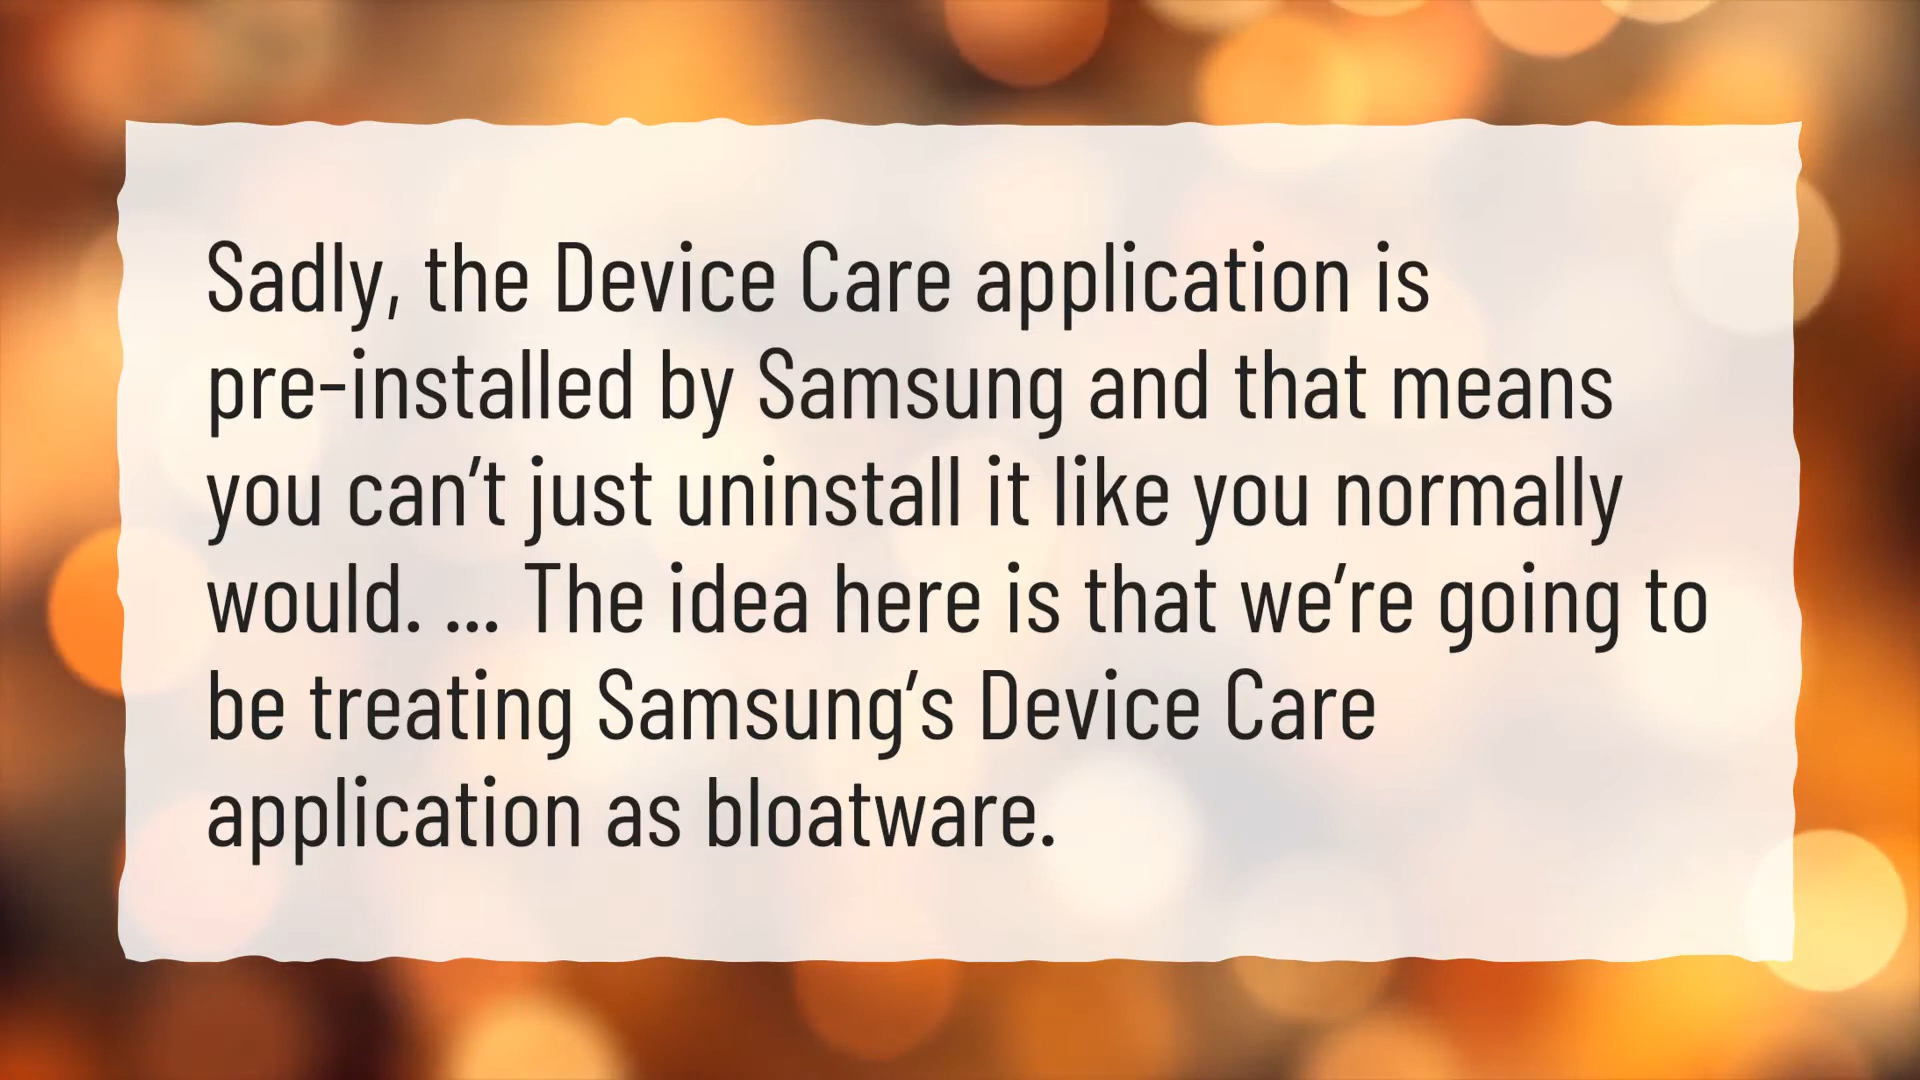 Sadly, the Device Care application is
pre-installed by Samsung and that means
you can’t just uninstall it like you normally
would. ... The idea here is that we’re going to
be treating Samsung’s Device Care
application as bloatware.